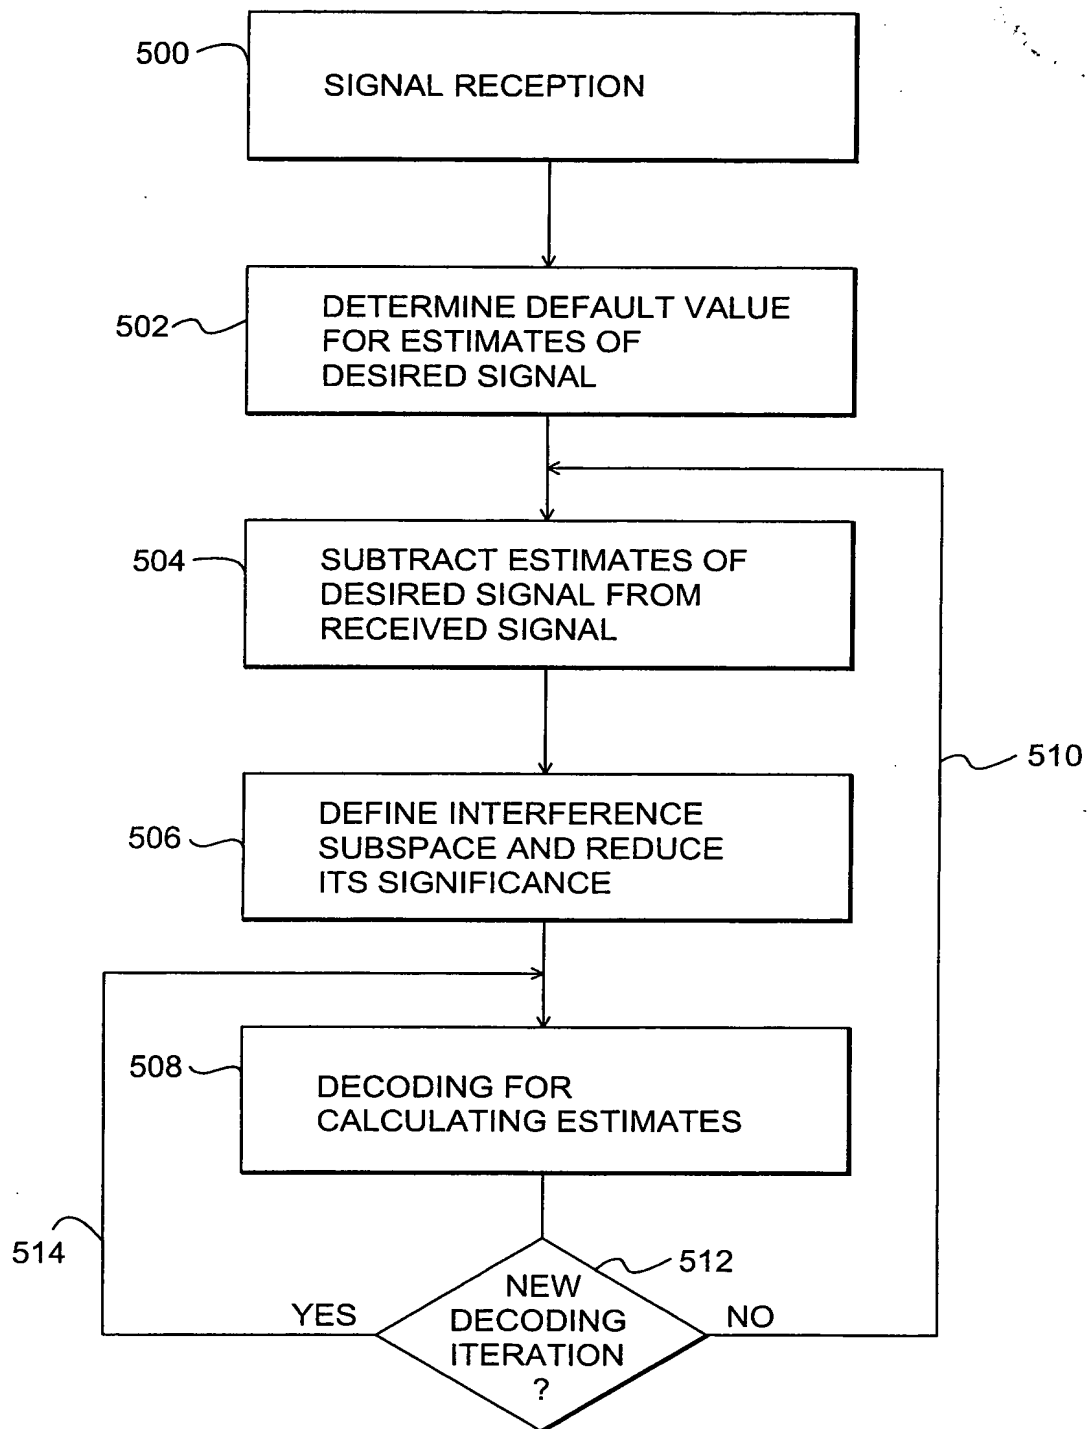 500
SIGNAL RECEPTION
502
DETERMINE DEFAULT VALUE
FOR ESTIMATES OF
DESIRED SIGNAL
504
SUBTRACT ESTIMATES OF
DESIRED SIGNAL FROM
RECEIVED SIGNAL
510
506
DEFINE INTERFERENCE
SUBSPACE AND REDUCE
ITS SIGNIFICANCE
508
DECODING FOR
CALCULATING ESTIMATES
514
512
YES
NEW
DECODING
ITERATION
?
NO